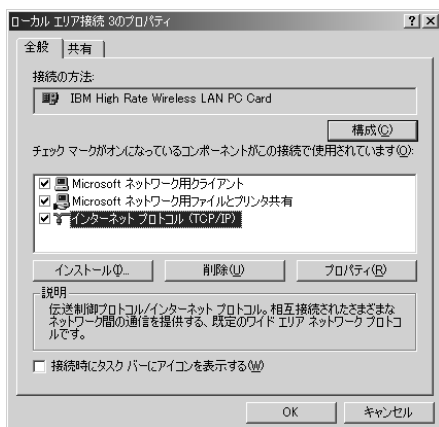 ローカル エリア接続 3のプロパティ
全般 共有
接続の方法:
IBM High Rate Wireless LAN PC Card
構成(C)
チェック マークがオンになっているコンポーネントがこの接続で使用されています(O):
Microsoft ネットワーク用クライアント
Microsoft ネットワーク用ファイルとプリンタ共有
インターネット プロトコル (TCP/IP)
インストール(I)... 削除(U) プロパティ(R)
説明
伝送制御プロトコル/インターネット プロトコル。相互接続されたさまざまな
ネットワーク間の通信を提供する、既定のワイド エリア ネットワーク プロトコ
ルです。
接続時にタスク バーにアイコンを表示する(W)
OK キャンセル